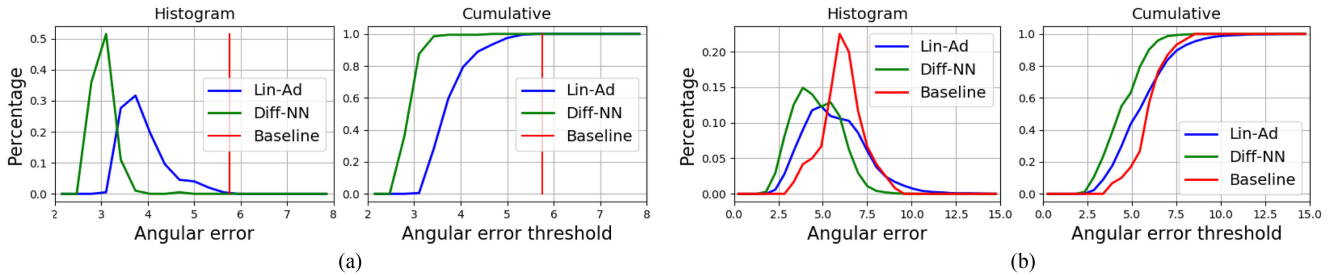 Histogram
Percentage
0.5
0.4
0.3
0.2
0.1
0.0
2 3 4 5 6 7 8
Angular error
Lin-Ad
Diff-NN
Baseline
Cumulative
1.0
0.8
0.6
0.4
0.2
0.0
2 3 4 5 6 7 8
Angular error threshold
Lin-Ad
Diff-NN
Baseline
(a)
Histogram
Percentage
0.20
0.15
0.10
0.05
0.00
0.0 2.5 5.0 7.5 10.0 12.5 15.0
Angular error
Lin-Ad
Diff-NN
Baseline
Cumulative
1.0
0.8
0.6
0.4
0.2
0.0
0.0 2.5 5.0 7.5 10.0 12.5 15.0
Angular error threshold
Lin-Ad
Diff-NN
Baseline
(b)